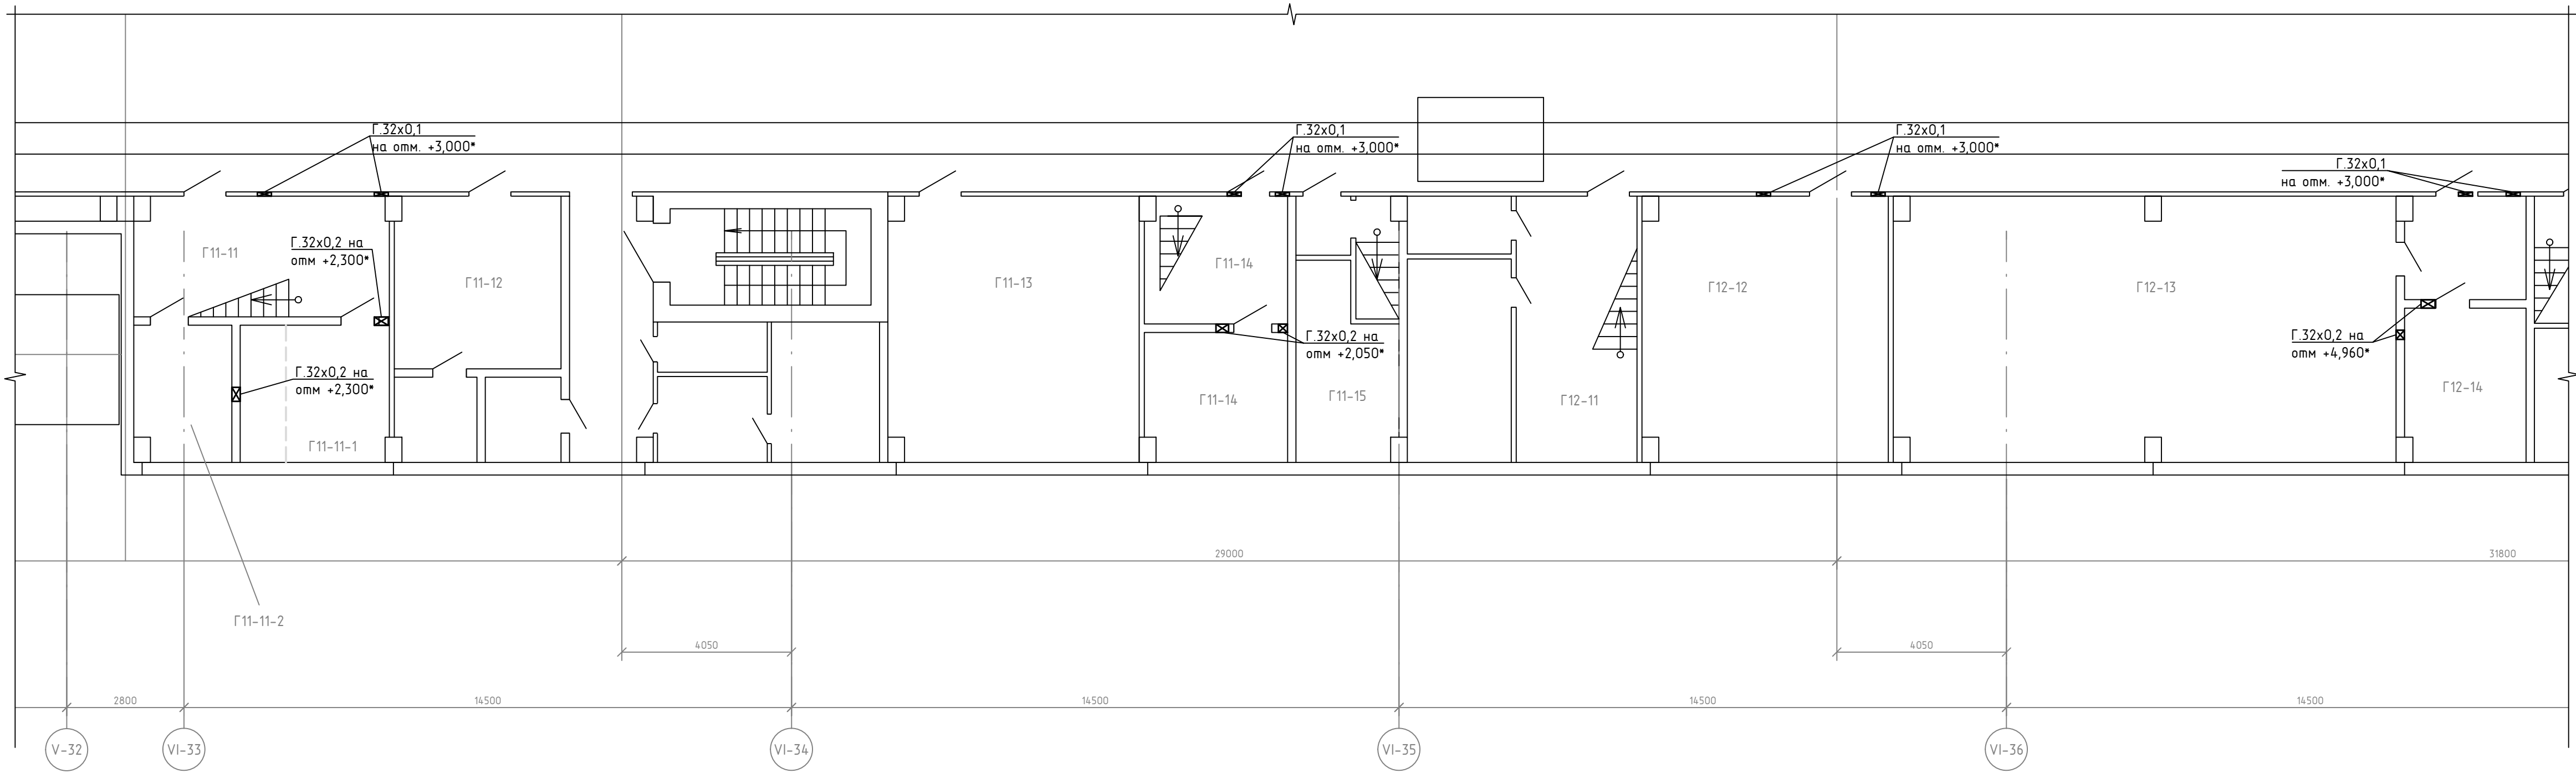 Г.32х0,1
на отм. +3,000*
Г.32х0,1
на отм. +3,000*
Г.32х0,1
на отм. +3,000*
Г.32х0,1
на отм. +3,000*
Г11-11
Г.32х0,2 на
отм +2,300*
Г11-12
Г11-13
Г11-14
Г12-12
Г12-13
Г.32х0,2 на
отм +2,050*
Г.32х0,2 на
отм +4,960*
Г.32х0,2 на
отм +2,300*
Г11-14
Г11-15
Г12-11
Г12-14
Г11-11-1
29000
31800
Г11-11-2
4050
4050
2800
14500
14500
14500
14500
V-32
VI-33
VI-34
VI-35
VI-36